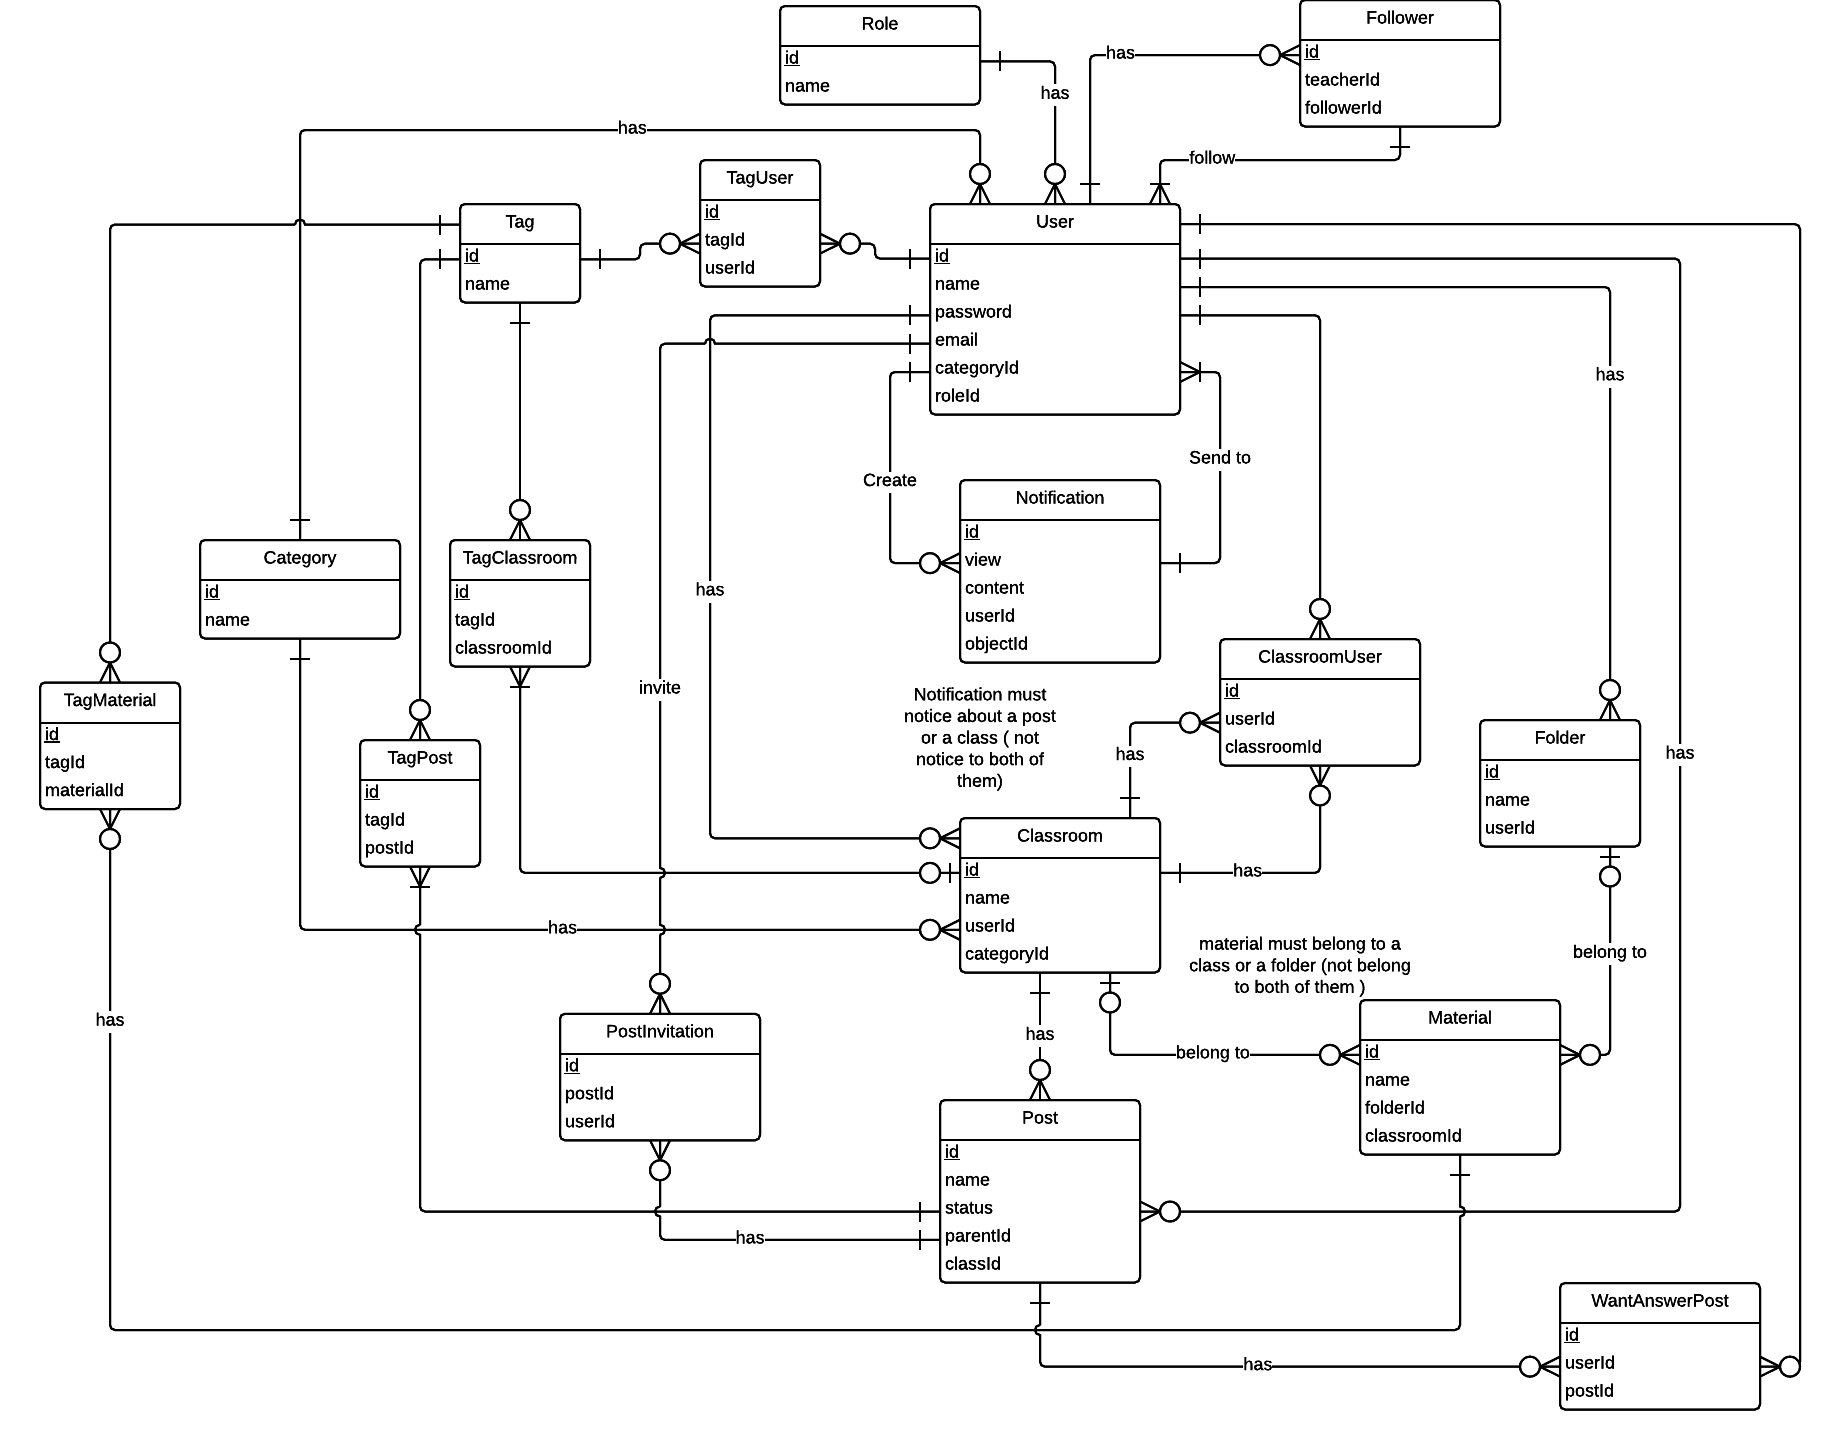 Role
id
name
Follower
id
teacherId
followerId
has
has
has
follow
TagUser
id
tagId
userId
Tag
id
name
User
id
name
password
email
categoryId
roleId
has
Create
Send to
Notification
id
view
content
userId
objectId
Category
id
name
TagClassroom
id
tagId
classroomId
has
invite
ClassroomUser
id
userId
classroomId
TagMaterial
id
tagId
materialId
Notification must
notice about a post
or a class ( not
notice to both of
them)
has
TagPost
id
tagId
postId
Folder
id
name
userId
has
Classroom
id
name
userId
categoryId
has
has
material must belong to a
class or a folder (not belong
to both of them )
belong to
has
PostInvitation
id
postId
userId
has
belong to
Material
id
name
folderId
classroomId
Post
id
name
status
parentId
classId
has
WantAnswerPost
id
userId
postId
has